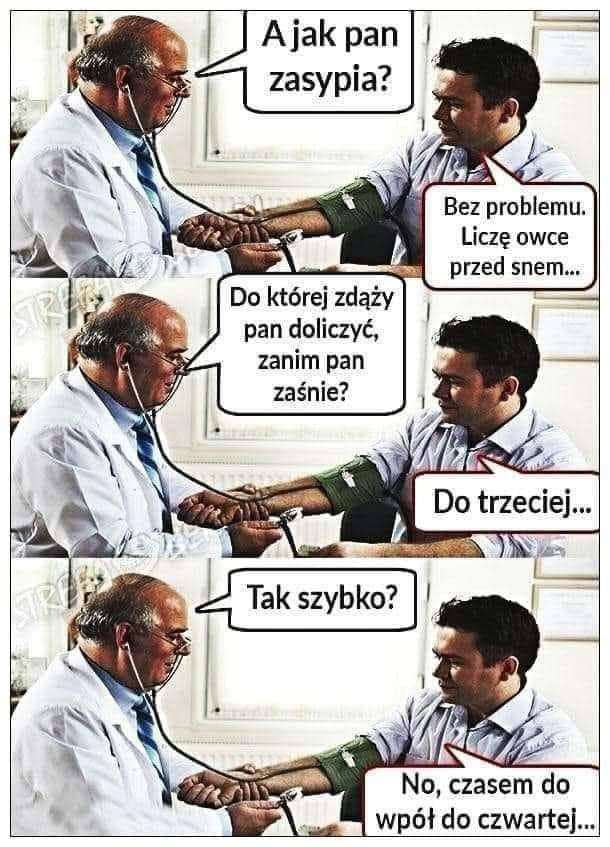 A jak pan
zasypia?
Bez problemu.
Liczę owce
przed snem...
Do której zdąży
pan doliczyć,
zanim pan
zaśnie?
Do trzeciej...
Tak szybko?
No, czasem do
wpół do czwartej...